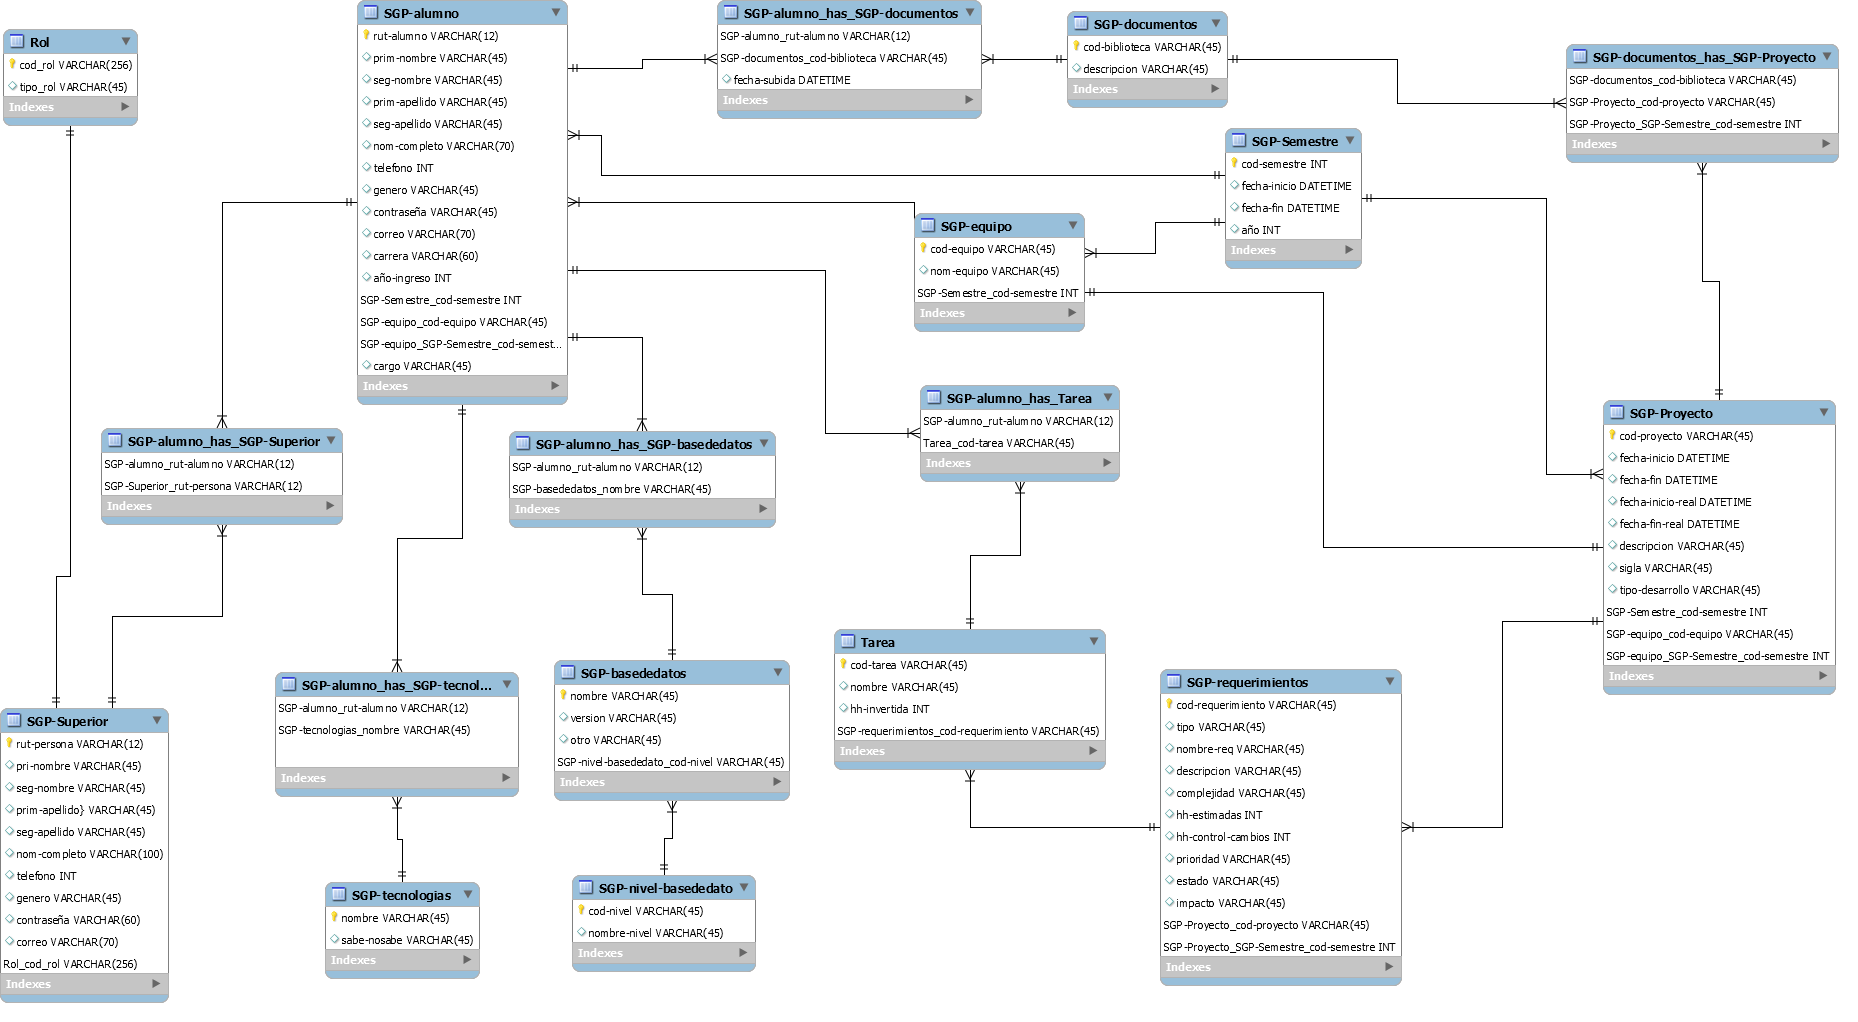 SGP-alumno
rut-alumno VARCHAR(12)
prim-nombre VARCHAR(45)
seg-nombre VARCHAR(45)
prim-apellido VARCHAR(45)
seg-apellido VARCHAR(45)
nom-completo VARCHAR(70)
telefono INT
genero VARCHAR(45)
contraseña VARCHAR(45)
correo VARCHAR(70)
carrera VARCHAR(60)
año-ingreso INT
SGP-Semestre_cod-semestre INT
SGP-equipo_cod-equipo VARCHAR(45)
SGP-equipo_SGP-Semestre_cod-semest...
cargo VARCHAR(45)
Indexes
SGP-alumno_has_SGP-documentos
SGP-alumno_rut-alumno VARCHAR(12)
SGP-documentos_cod-biblioteca VARCHAR(45)
fecha-subida DATETIME
Indexes
SGP-documentos
cod-biblioteca VARCHAR(45)
descripcion VARCHAR(45)
Indexes
SGP-documentos_has_SGP-Proyecto
SGP-documentos_cod-biblioteca VARCHAR(45)
SGP-Proyecto_cod-proyecto VARCHAR(45)
SGP-Proyecto_SGP-Semestre_cod-semestre INT
Indexes
Rol
cod_rol VARCHAR(256)
tipo_rol VARCHAR(45)
Indexes
SGP-Semestre
cod-semestre INT
fecha-inicio DATETIME
fecha-fin DATETIME
año INT
Indexes
SGP-equipo
cod-equipo VARCHAR(45)
nom-equipo VARCHAR(45)
SGP-Semestre_cod-semestre INT
Indexes
SGP-alumno_has_Tarea
SGP-alumno_rut-alumno VARCHAR(12)
Tarea_cod-tarea VARCHAR(45)
Indexes
SGP-Proyecto
cod-proyecto VARCHAR(45)
fecha-inicio DATETIME
fecha-fin DATETIME
fecha-inicio-real DATETIME
fecha-fin-real DATETIME
descripcion VARCHAR(45)
sigla VARCHAR(45)
tipo-desarrollo VARCHAR(45)
SGP-Semestre_cod-semestre INT
SGP-equipo_cod-equipo VARCHAR(45)
SGP-equipo_SGP-Semestre_cod-semestre INT
Indexes
SGP-alumno_has_SGP-Superior
SGP-alumno_rut-alumno VARCHAR(12)
SGP-Superior_rut-persona VARCHAR(12)
Indexes
SGP-alumno_has_SGP-basededatos
SGP-alumno_rut-alumno VARCHAR(12)
SGP-basededatos_nombre VARCHAR(45)
Indexes
Tarea
cod-tarea VARCHAR(45)
nombre VARCHAR(45)
hh-invertida INT
SGP-requerimientos_cod-requerimiento VARCHAR(45)
Indexes
SGP-requerimientos
cod-requerimiento VARCHAR(45)
tipo VARCHAR(45)
nombre-req VARCHAR(45)
descripcion VARCHAR(45)
complejidad VARCHAR(45)
hh-estimadas INT
hh-control-cambios INT
prioridad VARCHAR(45)
estado VARCHAR(45)
impacto VARCHAR(45)
SGP-Proyecto_cod-proyecto VARCHAR(45)
SGP-Proyecto_SGP-Semestre_cod-semestre INT
Indexes
SGP-alumno_has_SGP-tecnol...
SGP-alumno_rut-alumno VARCHAR(12)
SGP-tecnologias_nombre VARCHAR(45)
Indexes
SGP-basededatos
nombre VARCHAR(45)
version VARCHAR(45)
otro VARCHAR(45)
SGP-nivel-basededato_cod-nivel VARCHAR(45)
Indexes
SGP-Superior
rut-persona VARCHAR(12)
pri-nombre VARCHAR(45)
seg-nombre VARCHAR(45)
prim-apellido} VARCHAR(45)
seg-apellido VARCHAR(45)
nom-completo VARCHAR(100)
telefono INT
genero VARCHAR(45)
contraseña VARCHAR(60)
correo VARCHAR(70)
Rol_cod_rol VARCHAR(256)
Indexes
SGP-tecnologias
nombre VARCHAR(45)
sabe-nosabe VARCHAR(45)
Indexes
SGP-nivel-basededato
cod-nivel VARCHAR(45)
nombre-nivel VARCHAR(45)
Indexes